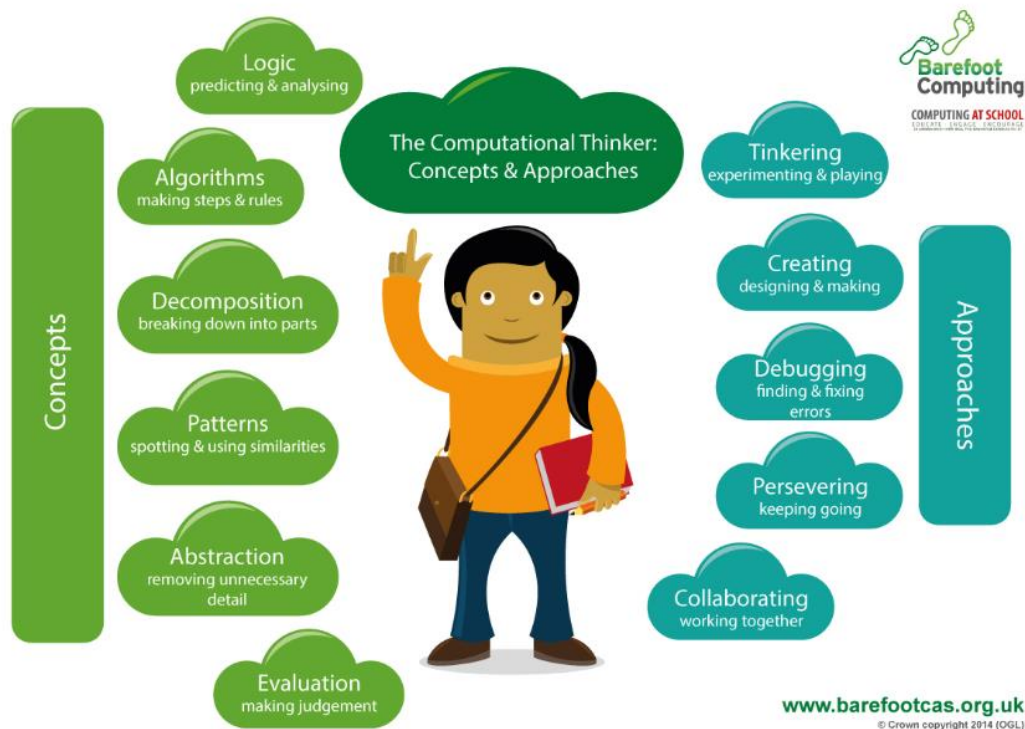 The Computational Thinker:
Concepts & Approaches
Concepts
Logic
predicting & analysing
Algorithms
making steps & rules
Decomposition
breaking down into parts
Patterns
spotting & using similarities
Abstraction
removing unnecessary
detail
Evaluation
making judgement
Approaches
Tinkering
experimenting & playing
Creating
designing & making
Debugging
finding & fixing
errors
Persevering
keeping going
Collaborating
working together
Barefoot
Computing
COMPUTING AT SCHOOL
EDUCATE · ENGAGE · ENCOURAGE
www.barefootcas.org.uk
© Crown copyright 2014 (OGL)